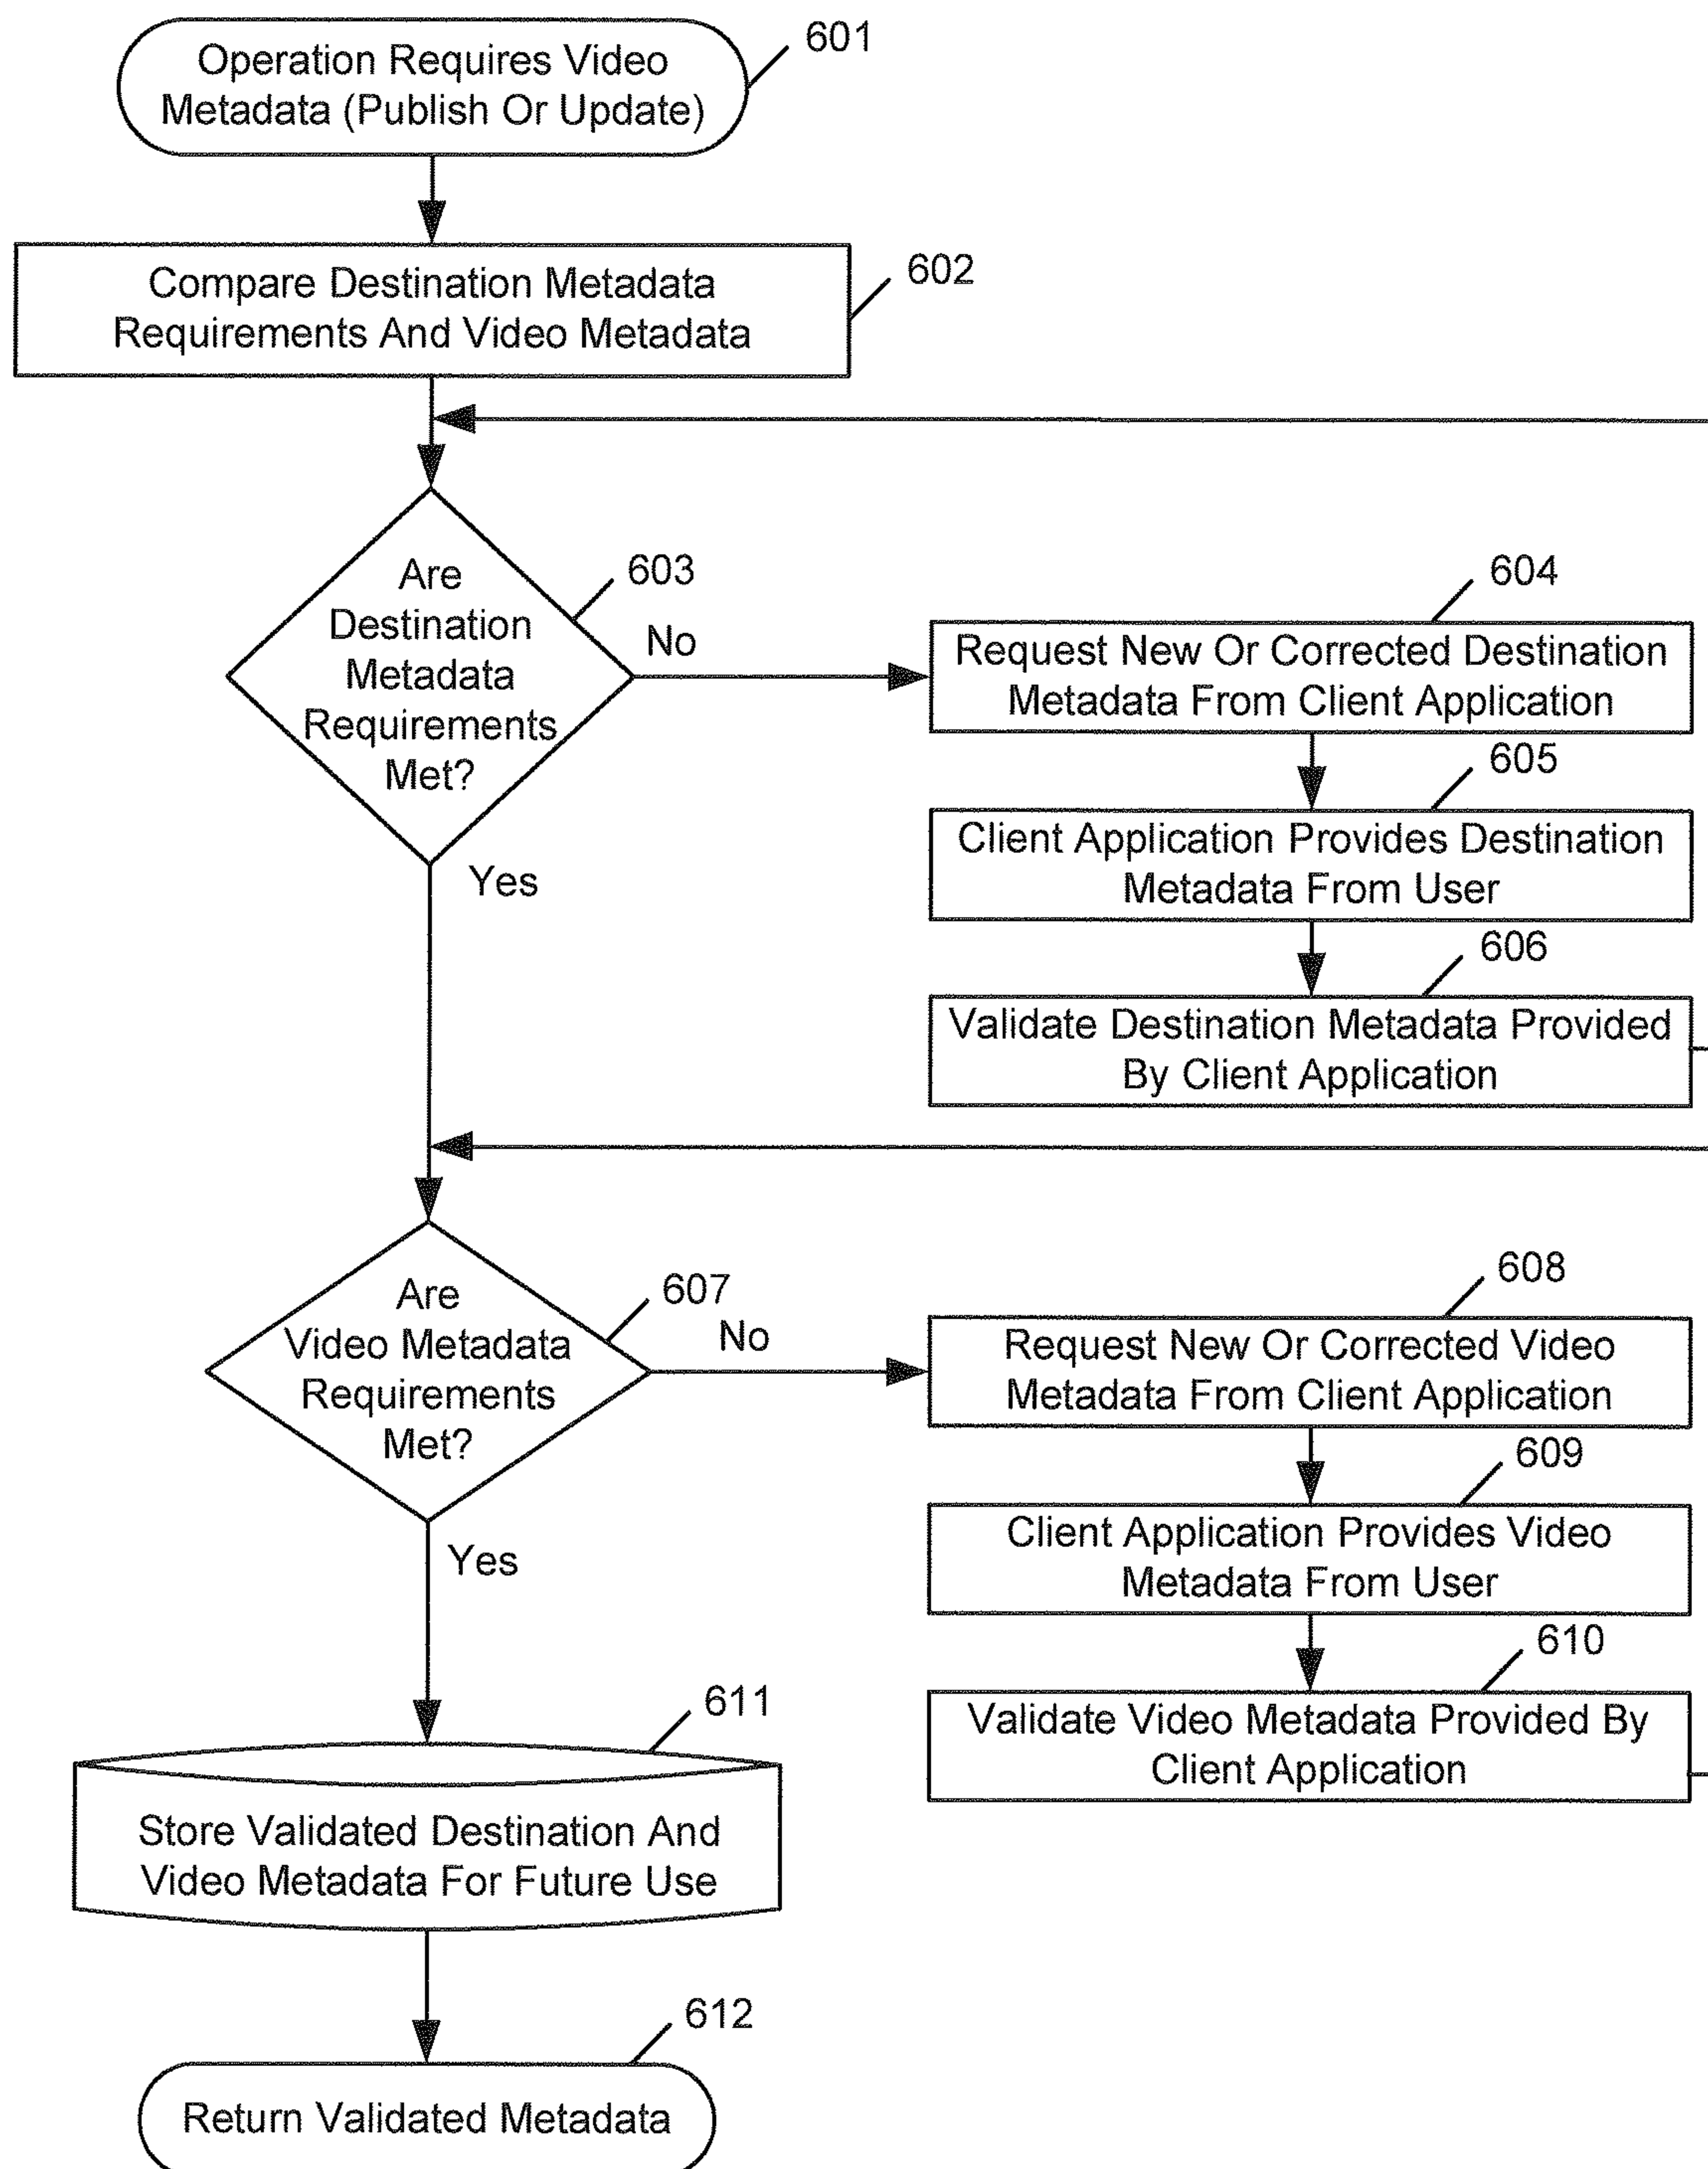 601
Operation Requires Video
Metadata (Publish Or Update)
602
Compare Destination Metadata
Requirements And Video Metadata
603
Are
Destination
Metadata
Requirements
Met?
No
Yes
604
Request New Or Corrected Destination
Metadata From Client Application
605
Client Application Provides Destination
Metadata From User
606
Validate Destination Metadata Provided
By Client Application
607
Are
Video Metadata
Requirements
Met?
No
Yes
608
Request New Or Corrected Video
Metadata From Client Application
609
Client Application Provides Video
Metadata From User
610
Validate Video Metadata Provided By
Client Application
611
Store Validated Destination And
Video Metadata For Future Use
612
Return Validated Metadata